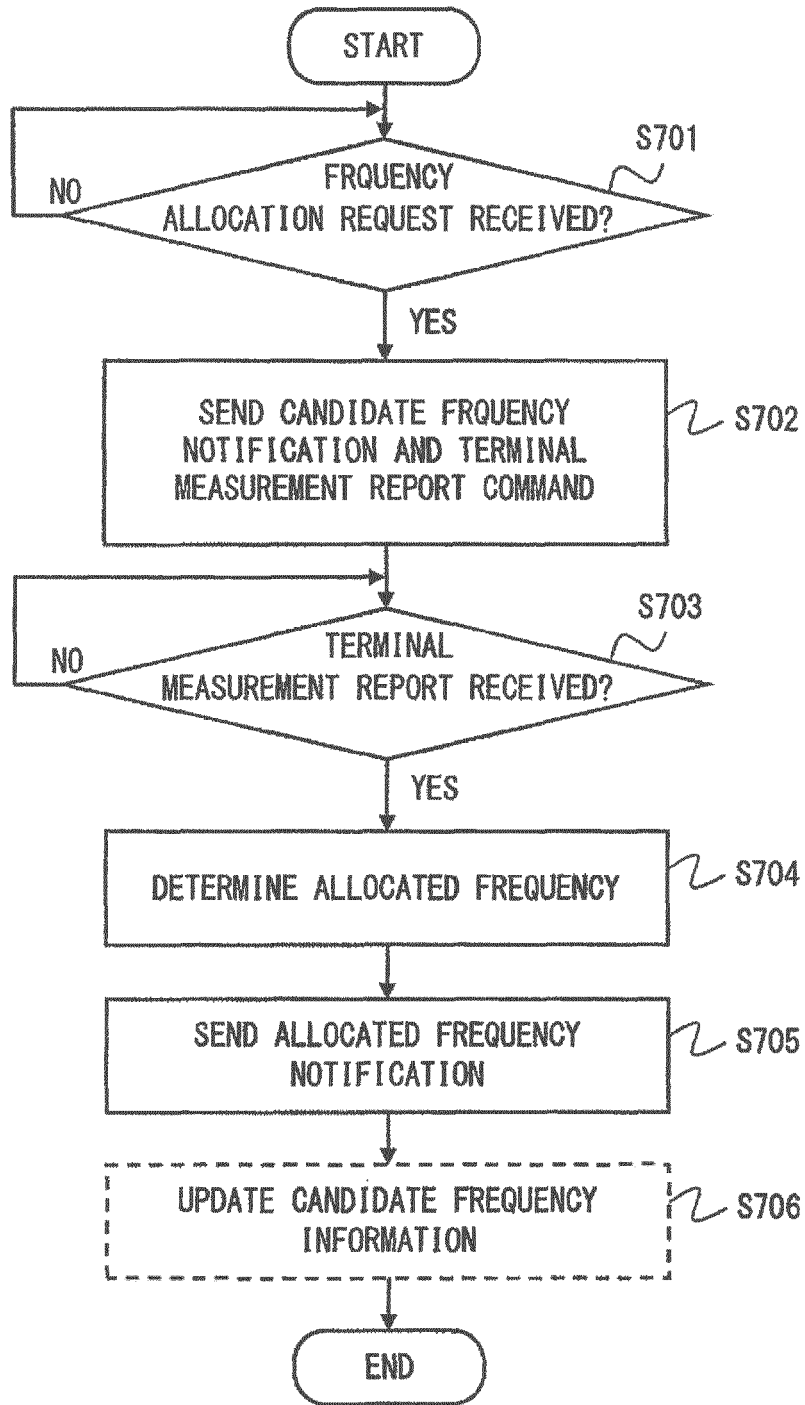 START
S701
NO
FRQUENCY
ALLOCATION REQUEST RECEIVED?
YES
SEND CANDIDATE FRQUENCY
NOTIFICATION AND TERMINAL
MEASUREMENT REPORT COMMAND
S702
S703
NO
TERMINAL
MEASUREMENT REPORT RECEIVED?
YES
DETERMINE ALLOCATED FREQUENCY
S704
SEND ALLOCATED FREQUENCY
NOTIFICATION
S705
UPDATE CANDIDATE FREQUENCY
INFORMATION
S706
END